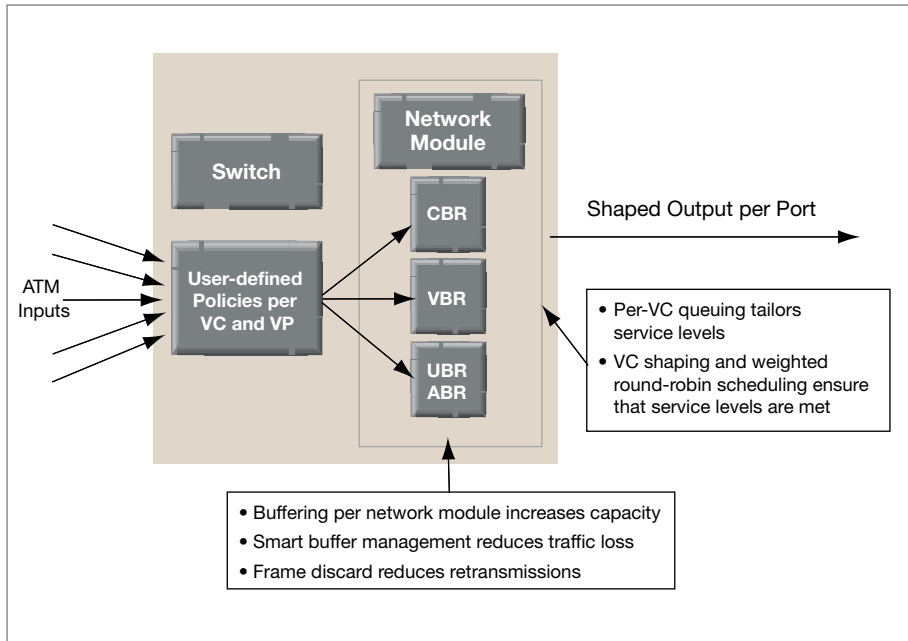 Network
Module
Switch
CBR
Shaped Output per Port
User-defined
Policies per
VC and VP
ATM
Inputs
VBR
• Per-VC queuing tailors
service levels
• VC shaping and weighted
round-robin scheduling ensure
that service levels are met
UBR
ABR
• Buffering per network module increases capacity
• Smart buffer management reduces traffic loss
• Frame discard reduces retransmissions